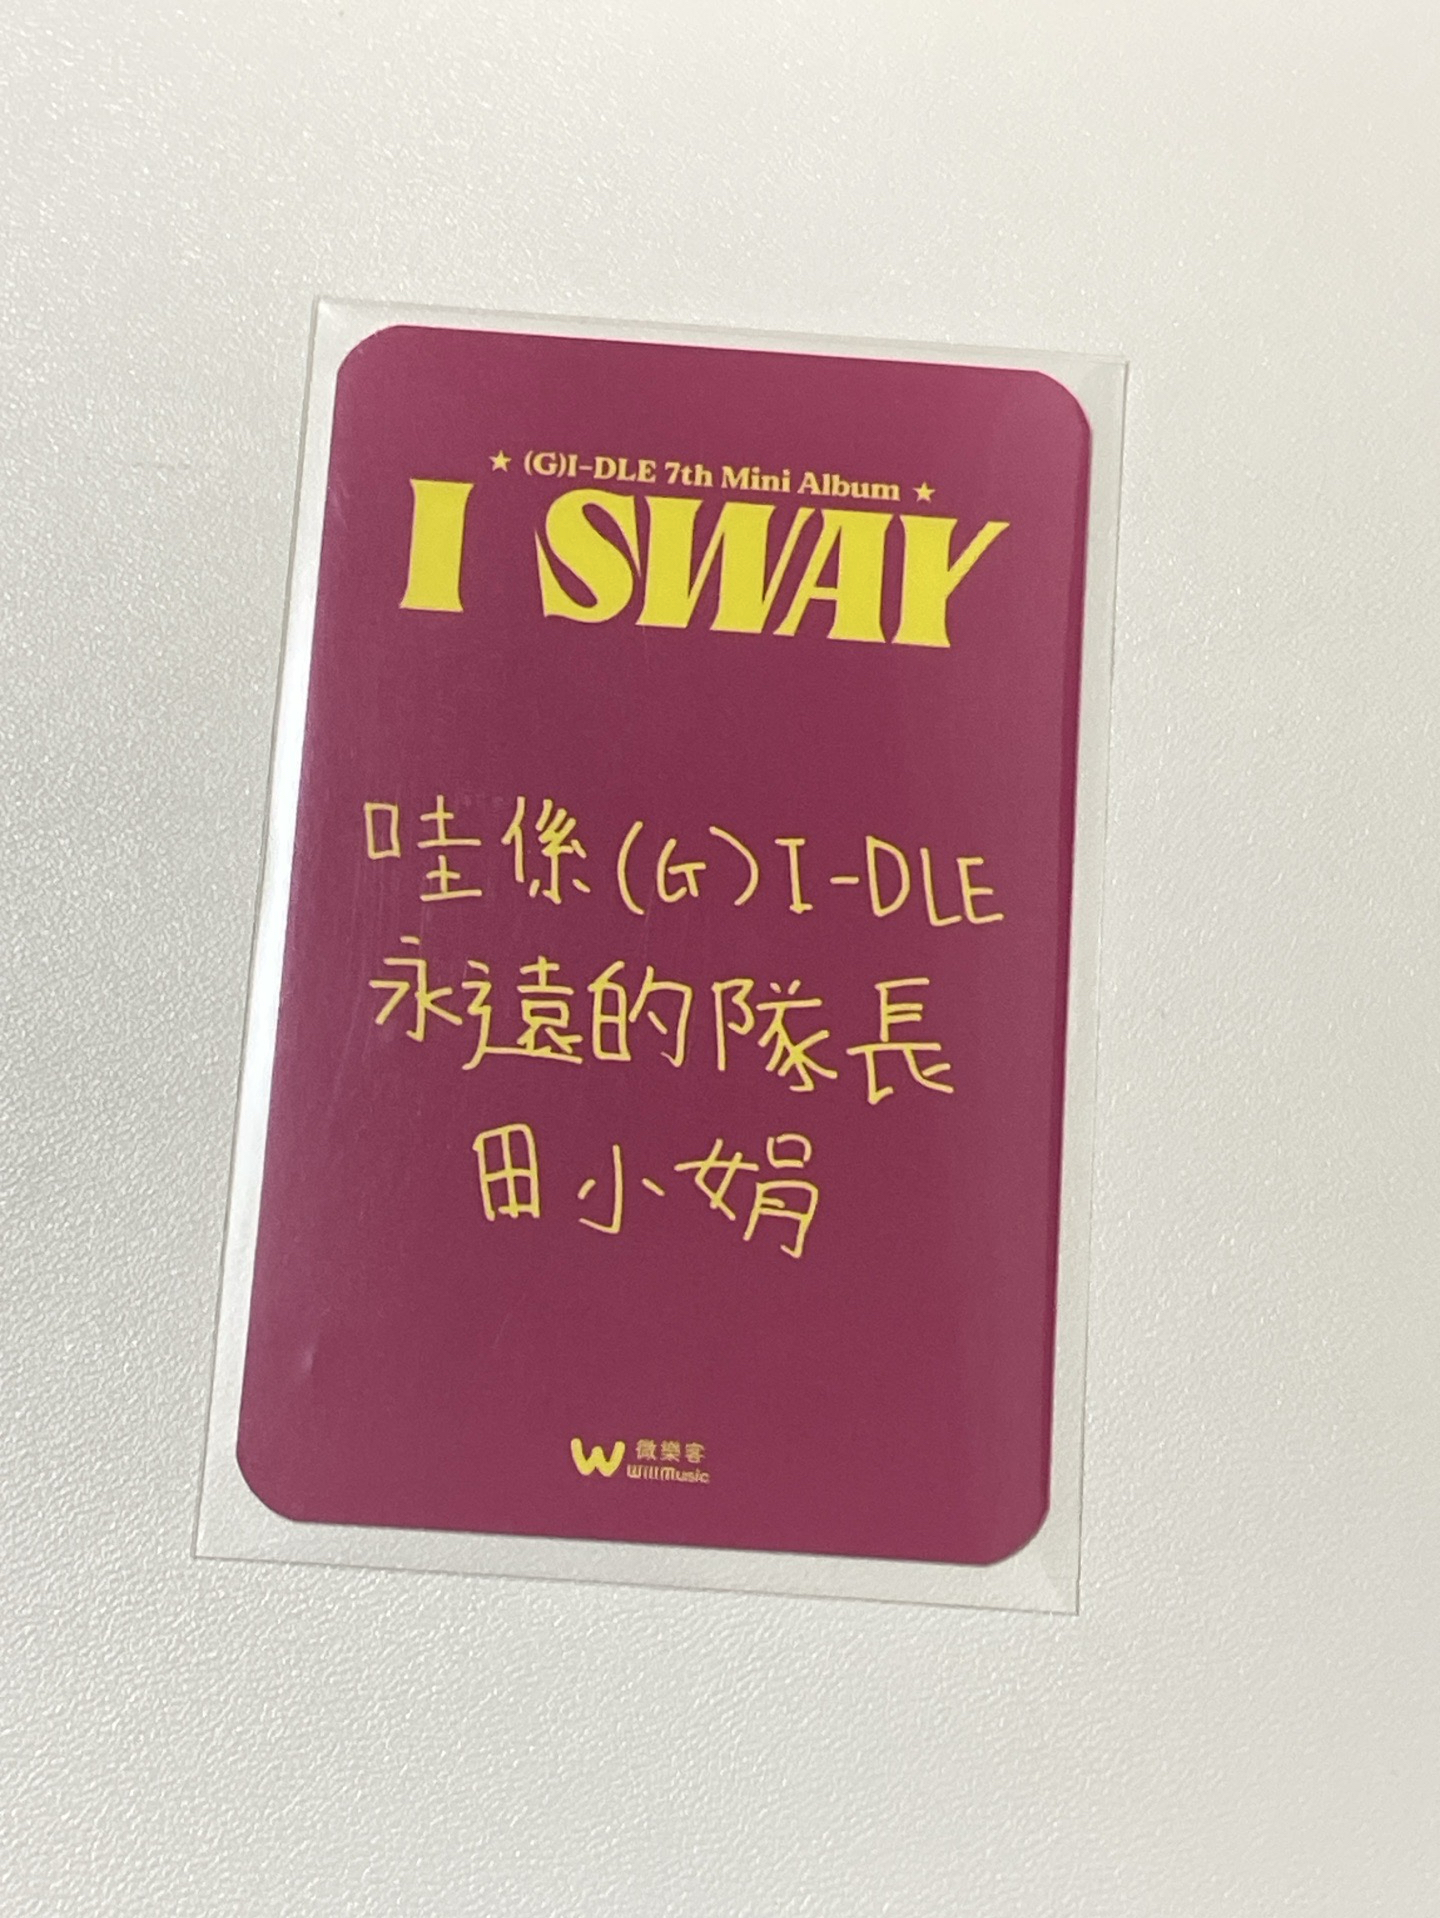 ★ (G)I-DLE 7th Mini Album ★
I SWAY
哇係(G)I-DLE
永遠的隊長
田小娟
W 微樂客
WillMusic